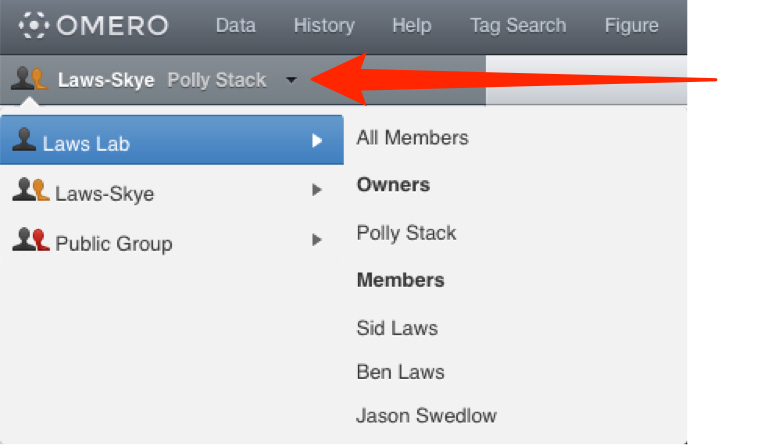 OMERO Data History Help Tag Search Figure
Laws-Skye Polly Stack
Laws Lab
Laws-Skye
Public Group
All Members
Owners
Polly Stack
Members
Sid Laws
Ben Laws
Jason Swedlow